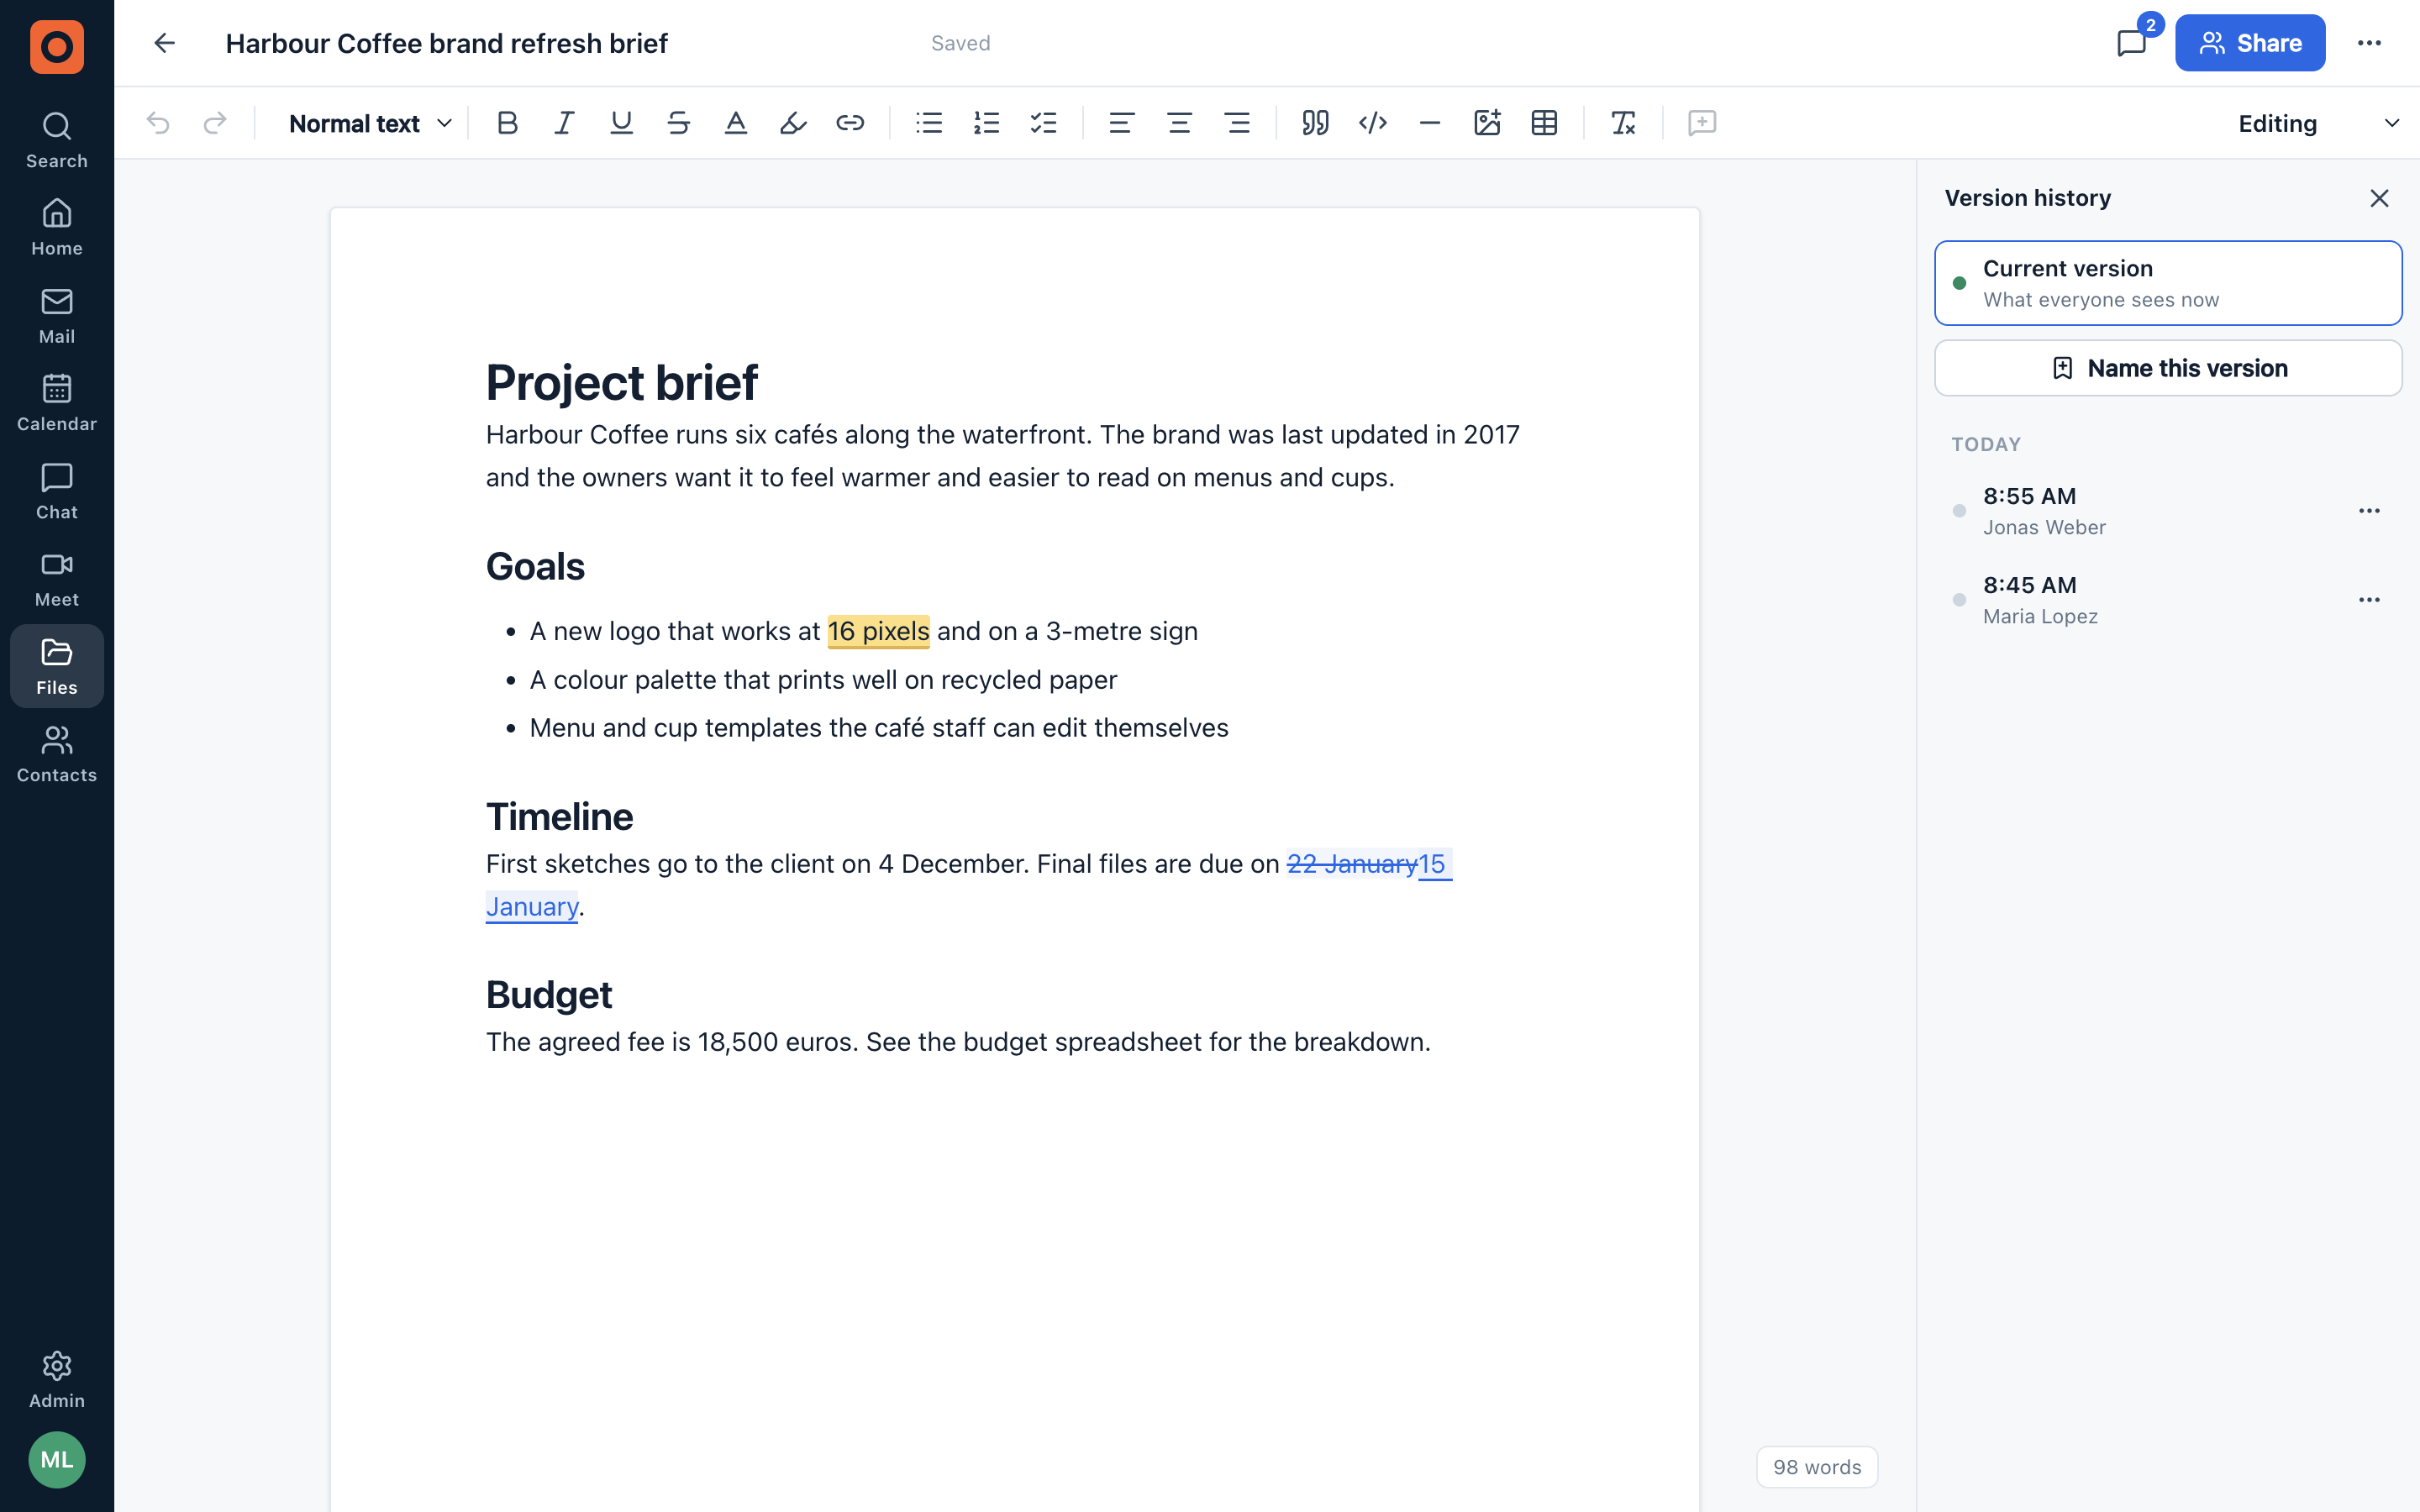 Search
Home
Mail
Calendar
Chat
Meet
Files
Contacts
Admin
ML
Harbour Coffee brand refresh brief
Saved
2
Share
Normal text
Editing
Project brief
Harbour Coffee runs six cafés along the waterfront. The brand was last updated in 2017
and the owners want it to feel warmer and easier to read on menus and cups.
Goals
• A new logo that works at 16 pixels and on a 3-metre sign
• A colour palette that prints well on recycled paper
• Menu and cup templates the café staff can edit themselves
Timeline
First sketches go to the client on 4 December. Final files are due on 22 January15
January.
Budget
The agreed fee is 18,500 euros. See the budget spreadsheet for the breakdown.
98 words
Version history
Current version
What everyone sees now
Name this version
TODAY
8:55 AM
Jonas Weber
8:45 AM
Maria Lopez